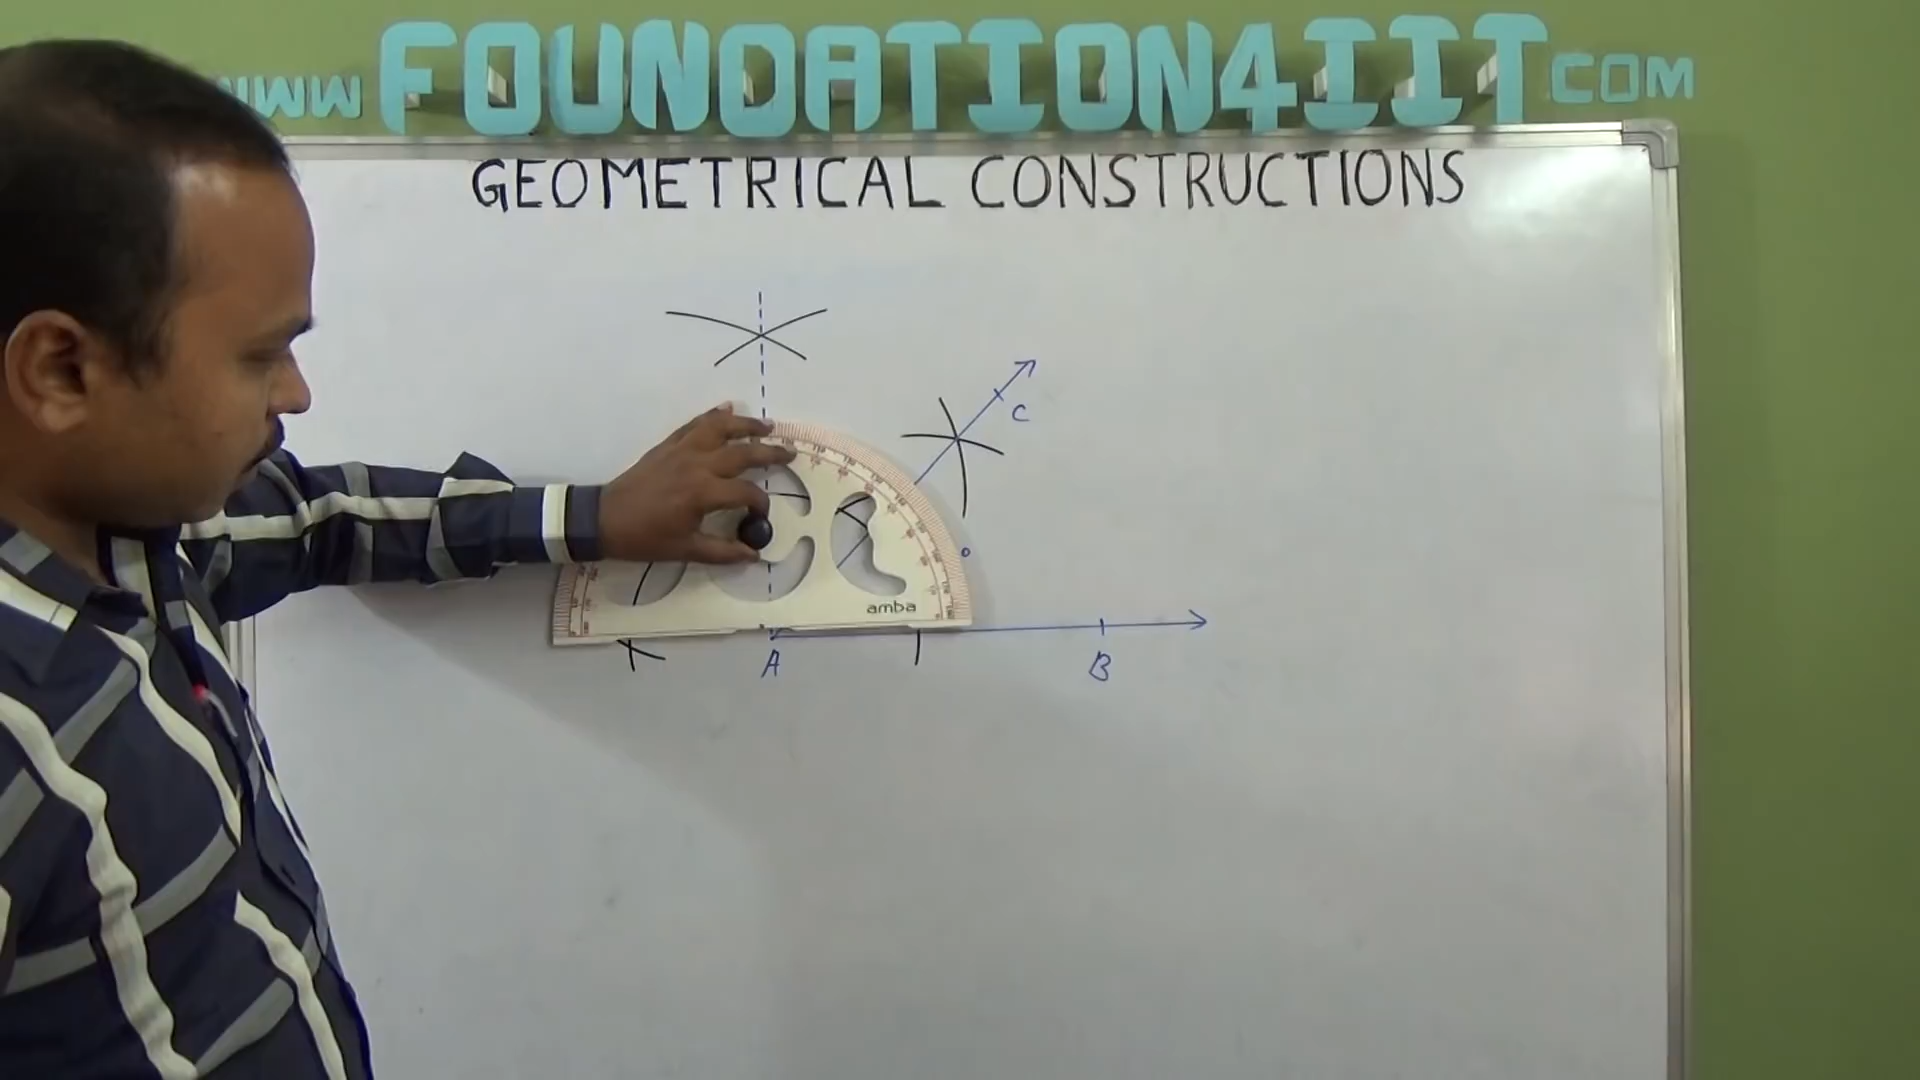 WWW FOUNDATION4IIT.COM
GEOMETRICAL CONSTRUCTIONS
C
amba
A B